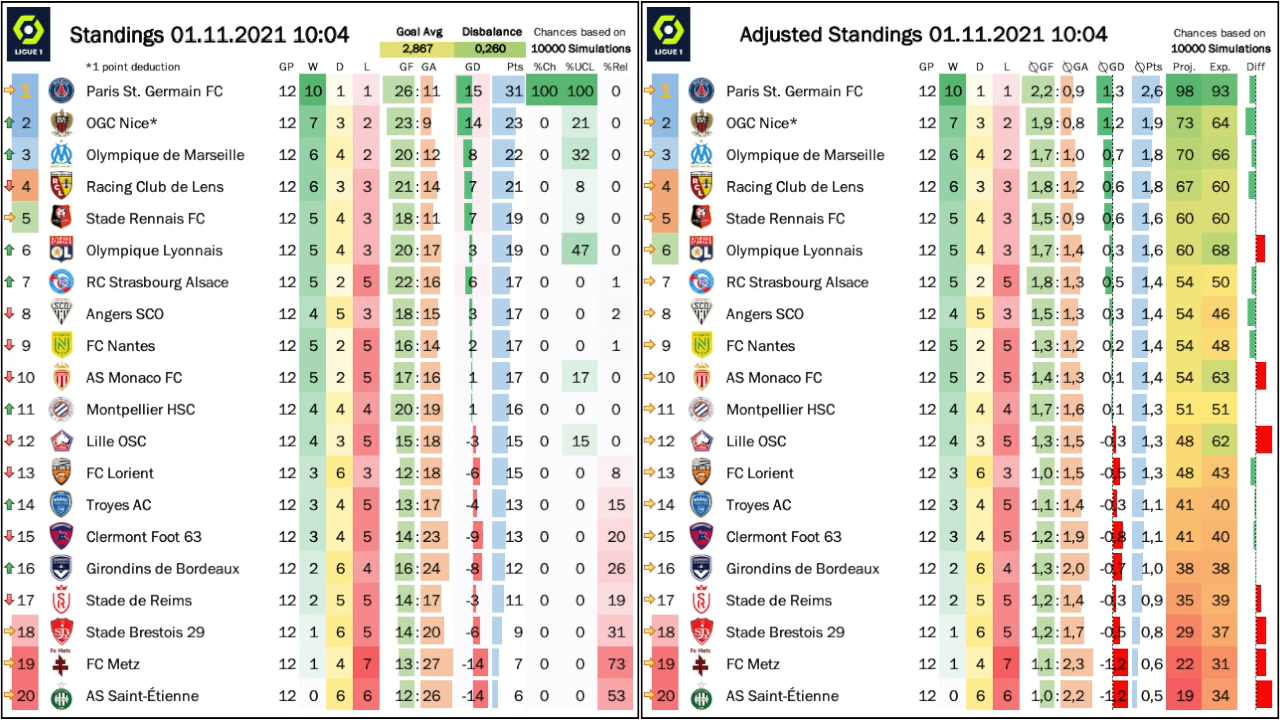 LIGUE 1
Standings 01.11.2021 10:04
Goal Avg Disbalance Chances based on
2,867 0,260 10000 Simulations
*1 point deduction GP W D L GF GA GD Pts %Ch %UCL %Rel
1 Paris St. Germain FC 12 10 1 1 26:11 15 31 100 100 0
2 OGC Nice* 12 7 3 2 23:9 14 23 0 21 0
3 Olympique de Marseille 12 6 4 2 20:12 8 22 0 32 0
4 Racing Club de Lens 12 6 3 3 21:14 7 21 0 8 0
5 Stade Rennais FC 12 5 4 3 18:11 7 19 0 9 0
6 Olympique Lyonnais 12 5 4 3 20:17 3 19 0 47 0
7 RC Strasbourg Alsace 12 5 2 5 22:16 6 17 0 0 1
8 Angers SCO 12 4 5 3 18:15 3 17 0 0 2
9 FC Nantes 12 5 2 5 16:14 2 17 0 0 1
10 AS Monaco FC 12 5 2 5 17:16 1 17 0 17 0
11 Montpellier HSC 12 4 4 4 20:19 1 16 0 0 0
12 Lille OSC 12 4 3 5 15:18 -3 15 0 15 0
13 FC Lorient 12 3 6 3 12:18 -6 15 0 0 8
14 Troyes AC 12 3 4 5 13:17 -4 13 0 0 15
15 Clermont Foot 63 12 3 4 5 14:23 -9 13 0 0 20
16 Girondins de Bordeaux 12 2 6 4 16:24 -8 12 0 0 26
17 Stade de Reims 12 2 5 5 14:17 -3 11 0 0 19
18 Stade Brestois 29 12 1 6 5 14:20 -6 9 0 0 31
19 FC Metz 12 1 4 7 13:27 -14 7 0 0 73
20 AS Saint-Étienne 12 0 6 6 12:26 -14 6 0 0 53
LIGUE 1
Adjusted Standings 01.11.2021 10:04
Chances based on
10000 Simulations
GP W D L ∅GF ∅GA ∅GD ∅Pts Proj. Exp. Diff
1 Paris St. Germain FC 12 10 1 1 2,2:0,9 1,3 2,6 98 93
2 OGC Nice* 12 7 3 2 1,9:0,8 1,2 1,9 73 64
3 Olympique de Marseille 12 6 4 2 1,7:1,0 0,7 1,8 70 66
4 Racing Club de Lens 12 6 3 3 1,8:1,2 0,6 1,8 67 60
5 Stade Rennais FC 12 5 4 3 1,5:0,9 0,6 1,6 60 60
6 Olympique Lyonnais 12 5 4 3 1,7:1,4 0,3 1,6 60 68
7 RC Strasbourg Alsace 12 5 2 5 1,8:1,3 0,5 1,4 54 50
8 Angers SCO 12 4 5 3 1,5:1,3 0,3 1,4 54 46
9 FC Nantes 12 5 2 5 1,3:1,2 0,2 1,4 54 48
10 AS Monaco FC 12 5 2 5 1,4:1,3 0,1 1,4 54 63
11 Montpellier HSC 12 4 4 4 1,7:1,6 0,1 1,3 51 51
12 Lille OSC 12 4 3 5 1,3:1,5 -0,3 1,3 48 62
13 FC Lorient 12 3 6 3 1,0:1,5 -0,5 1,3 48 43
14 Troyes AC 12 3 4 5 1,1:1,4 -0,3 1,1 41 40
15 Clermont Foot 63 12 3 4 5 1,2:1,9 -0,8 1,1 41 40
16 Girondins de Bordeaux 12 2 6 4 1,3:2,0 -0,7 1,0 38 38
17 Stade de Reims 12 2 5 5 1,2:1,4 -0,3 0,9 35 39
18 Stade Brestois 29 12 1 6 5 1,2:1,7 -0,5 0,8 29 37
19 FC Metz 12 1 4 7 1,1:2,3 -1,2 0,6 22 31
20 AS Saint-Étienne 12 0 6 6 1,0:2,2 -1,2 0,5 19 34